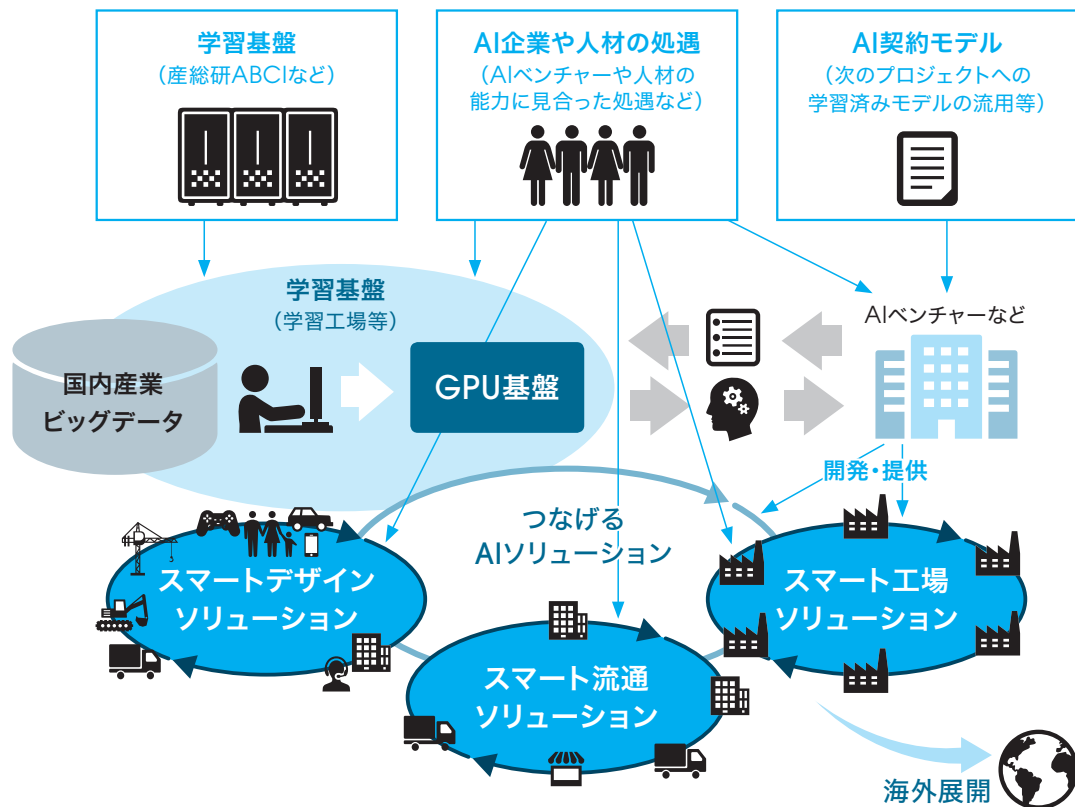 学習基盤
（産総研ABCIなど）
AI企業や人材の処遇
（AIベンチャーや人材の
能力に見合った処遇など）
AI契約モデル
（次のプロジェクトへの
学習済みモデルの流用等）
学習基盤
（学習工場等）
国内産業
ビッグデータ
GPU基盤
AIベンチャーなど
開発・提供
つなげる
AIソリューション
スマートデザイン
ソリューション
スマート流通
ソリューション
スマート工場
ソリューション
海外展開